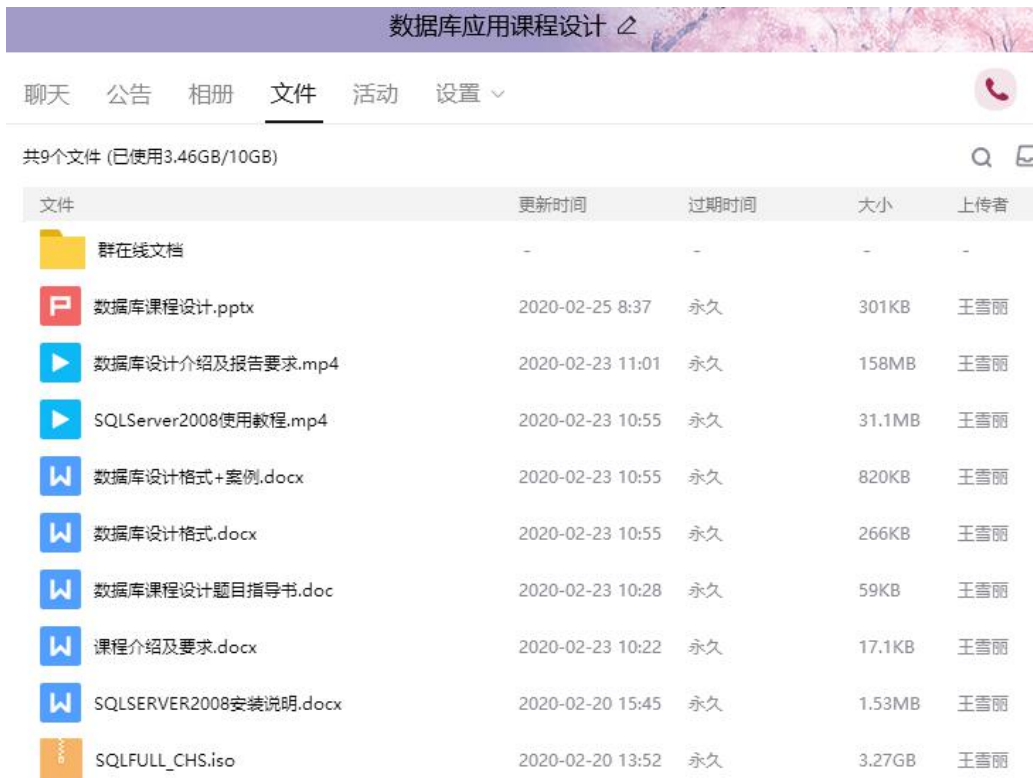 数据库应用课程设计
聊天 公告 相册 文件 活动 设置
共9个文件 (已使用3.46GB/10GB)
文件 更新时间 过期时间 大小 上传者
群在线文档 - - - -
数据库课程设计.pptx 2020-02-25 8:37 永久 301KB 王雪丽
数据库设计介绍及报告要求.mp4 2020-02-23 11:01 永久 158MB 王雪丽
SQLServer2008使用教程.mp4 2020-02-23 10:55 永久 31.1MB 王雪丽
数据库设计格式+案例.docx 2020-02-23 10:55 永久 820KB 王雪丽
数据库设计格式.docx 2020-02-23 10:55 永久 266KB 王雪丽
数据库课程设计题目指导书.doc 2020-02-23 10:28 永久 59KB 王雪丽
课程介绍及要求.docx 2020-02-23 10:22 永久 17.1KB 王雪丽
SQLSERVER2008安装说明.docx 2020-02-20 15:45 永久 1.53MB 王雪丽
SQLFULL_CHS.iso 2020-02-20 13:52 永久 3.27GB 王雪丽